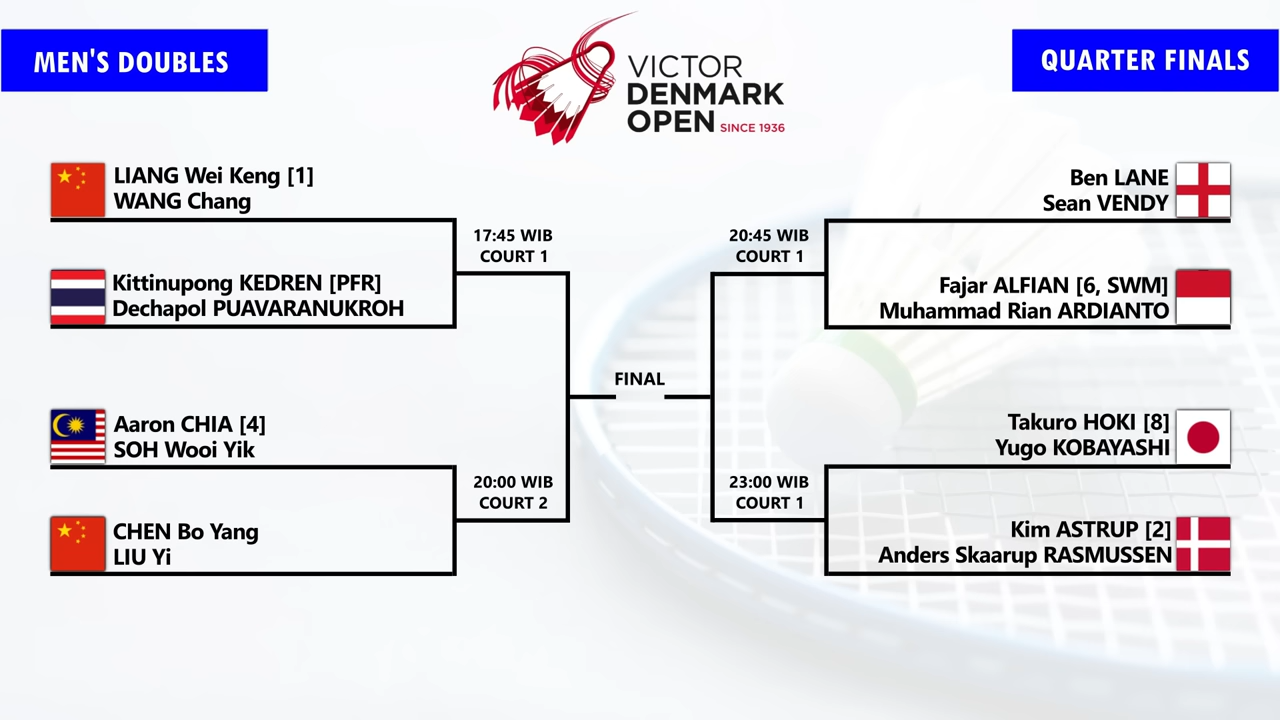 MEN'S DOUBLES
VICTOR
DENMARK
OPEN SINCE 1936
QUARTER FINALS
LIANG Wei Keng [1]
WANG Chang
17:45 WIB
COURT 1
Kittinupong KEDREN [PFR]
Dechapol PUAVARANUKROH
Aaron CHIA [4]
SOH Wooi Yik
20:00 WIB
COURT 2
CHEN Bo Yang
LIU Yi
FINAL
Ben LANE
Sean VENDY
20:45 WIB
COURT 1
Fajar ALFIAN [6, SWM]
Muhammad Rian ARDIANTO
Takuro HOKI [8]
Yugo KOBAYASHI
23:00 WIB
COURT 1
Kim ASTRUP [2]
Anders Skaarup RASMUSSEN